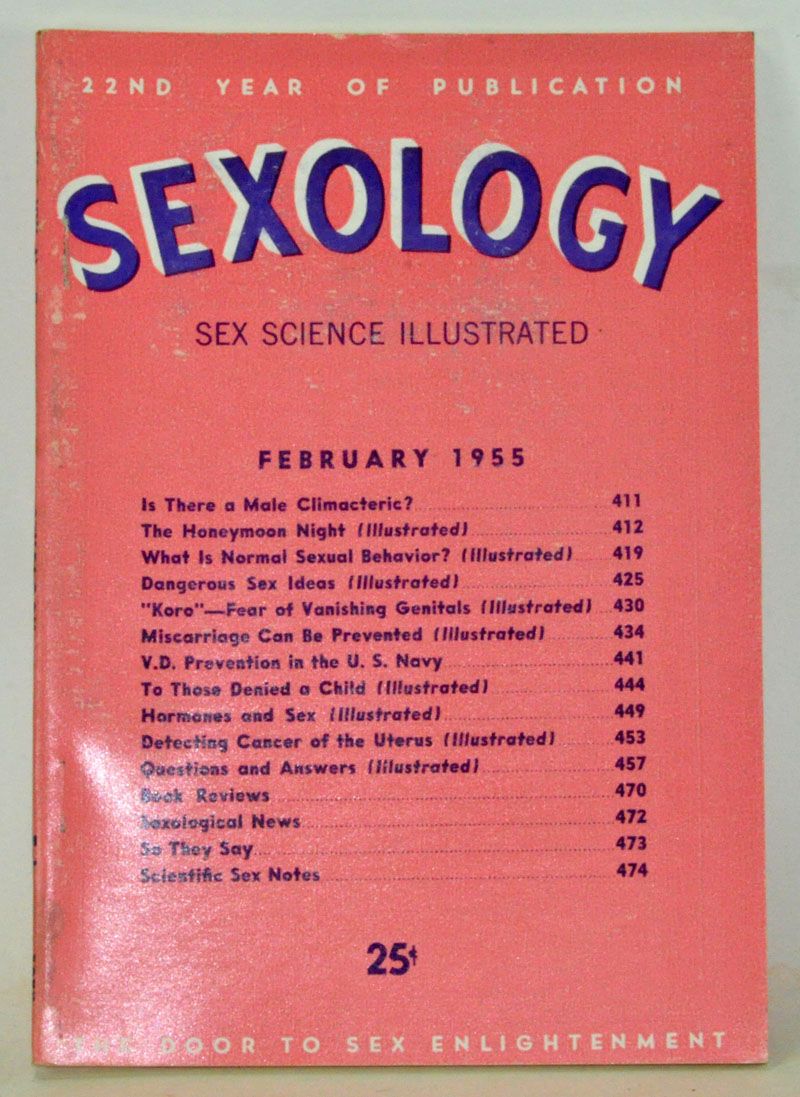 22ND YEAR OF PUBLICATION
SEXOLOGY
SEX SCIENCE ILLUSTRATED
FEBRUARY 1955
Is There a Male Climacteric? 411
The Honeymoon Night (Illustrated) 412
What Is Normal Sexual Behavior? (Illustrated) 419
Dangerous Sex Ideas (Illustrated) 425
"Koro"—Fear of Vanishing Genitals (Illustrated) 430
Miscarriage Can Be Prevented (Illustrated) 434
V.D. Prevention in the U. S. Navy 441
To Those Denied a Child (Illustrated) 444
Hormones and Sex (Illustrated) 449
Detecting Cancer of the Uterus (Illustrated) 453
Questions and Answers (Illustrated) 457
Book Reviews 470
Sexological News 472
So They Say 473
Scientific Sex Notes 474
25¢
THE DOOR TO SEX ENLIGHTENMENT